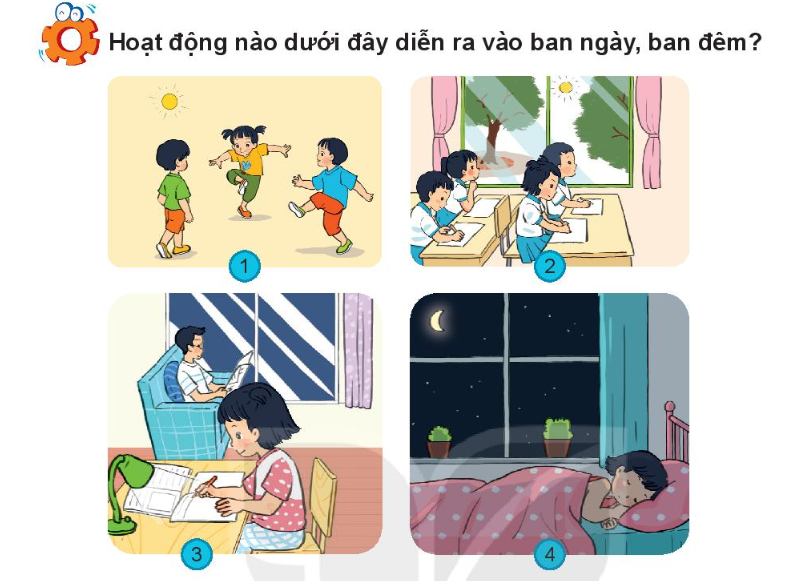 Hoạt động nào dưới đây diễn ra vào ban ngày, ban đêm?
1
2
3
4